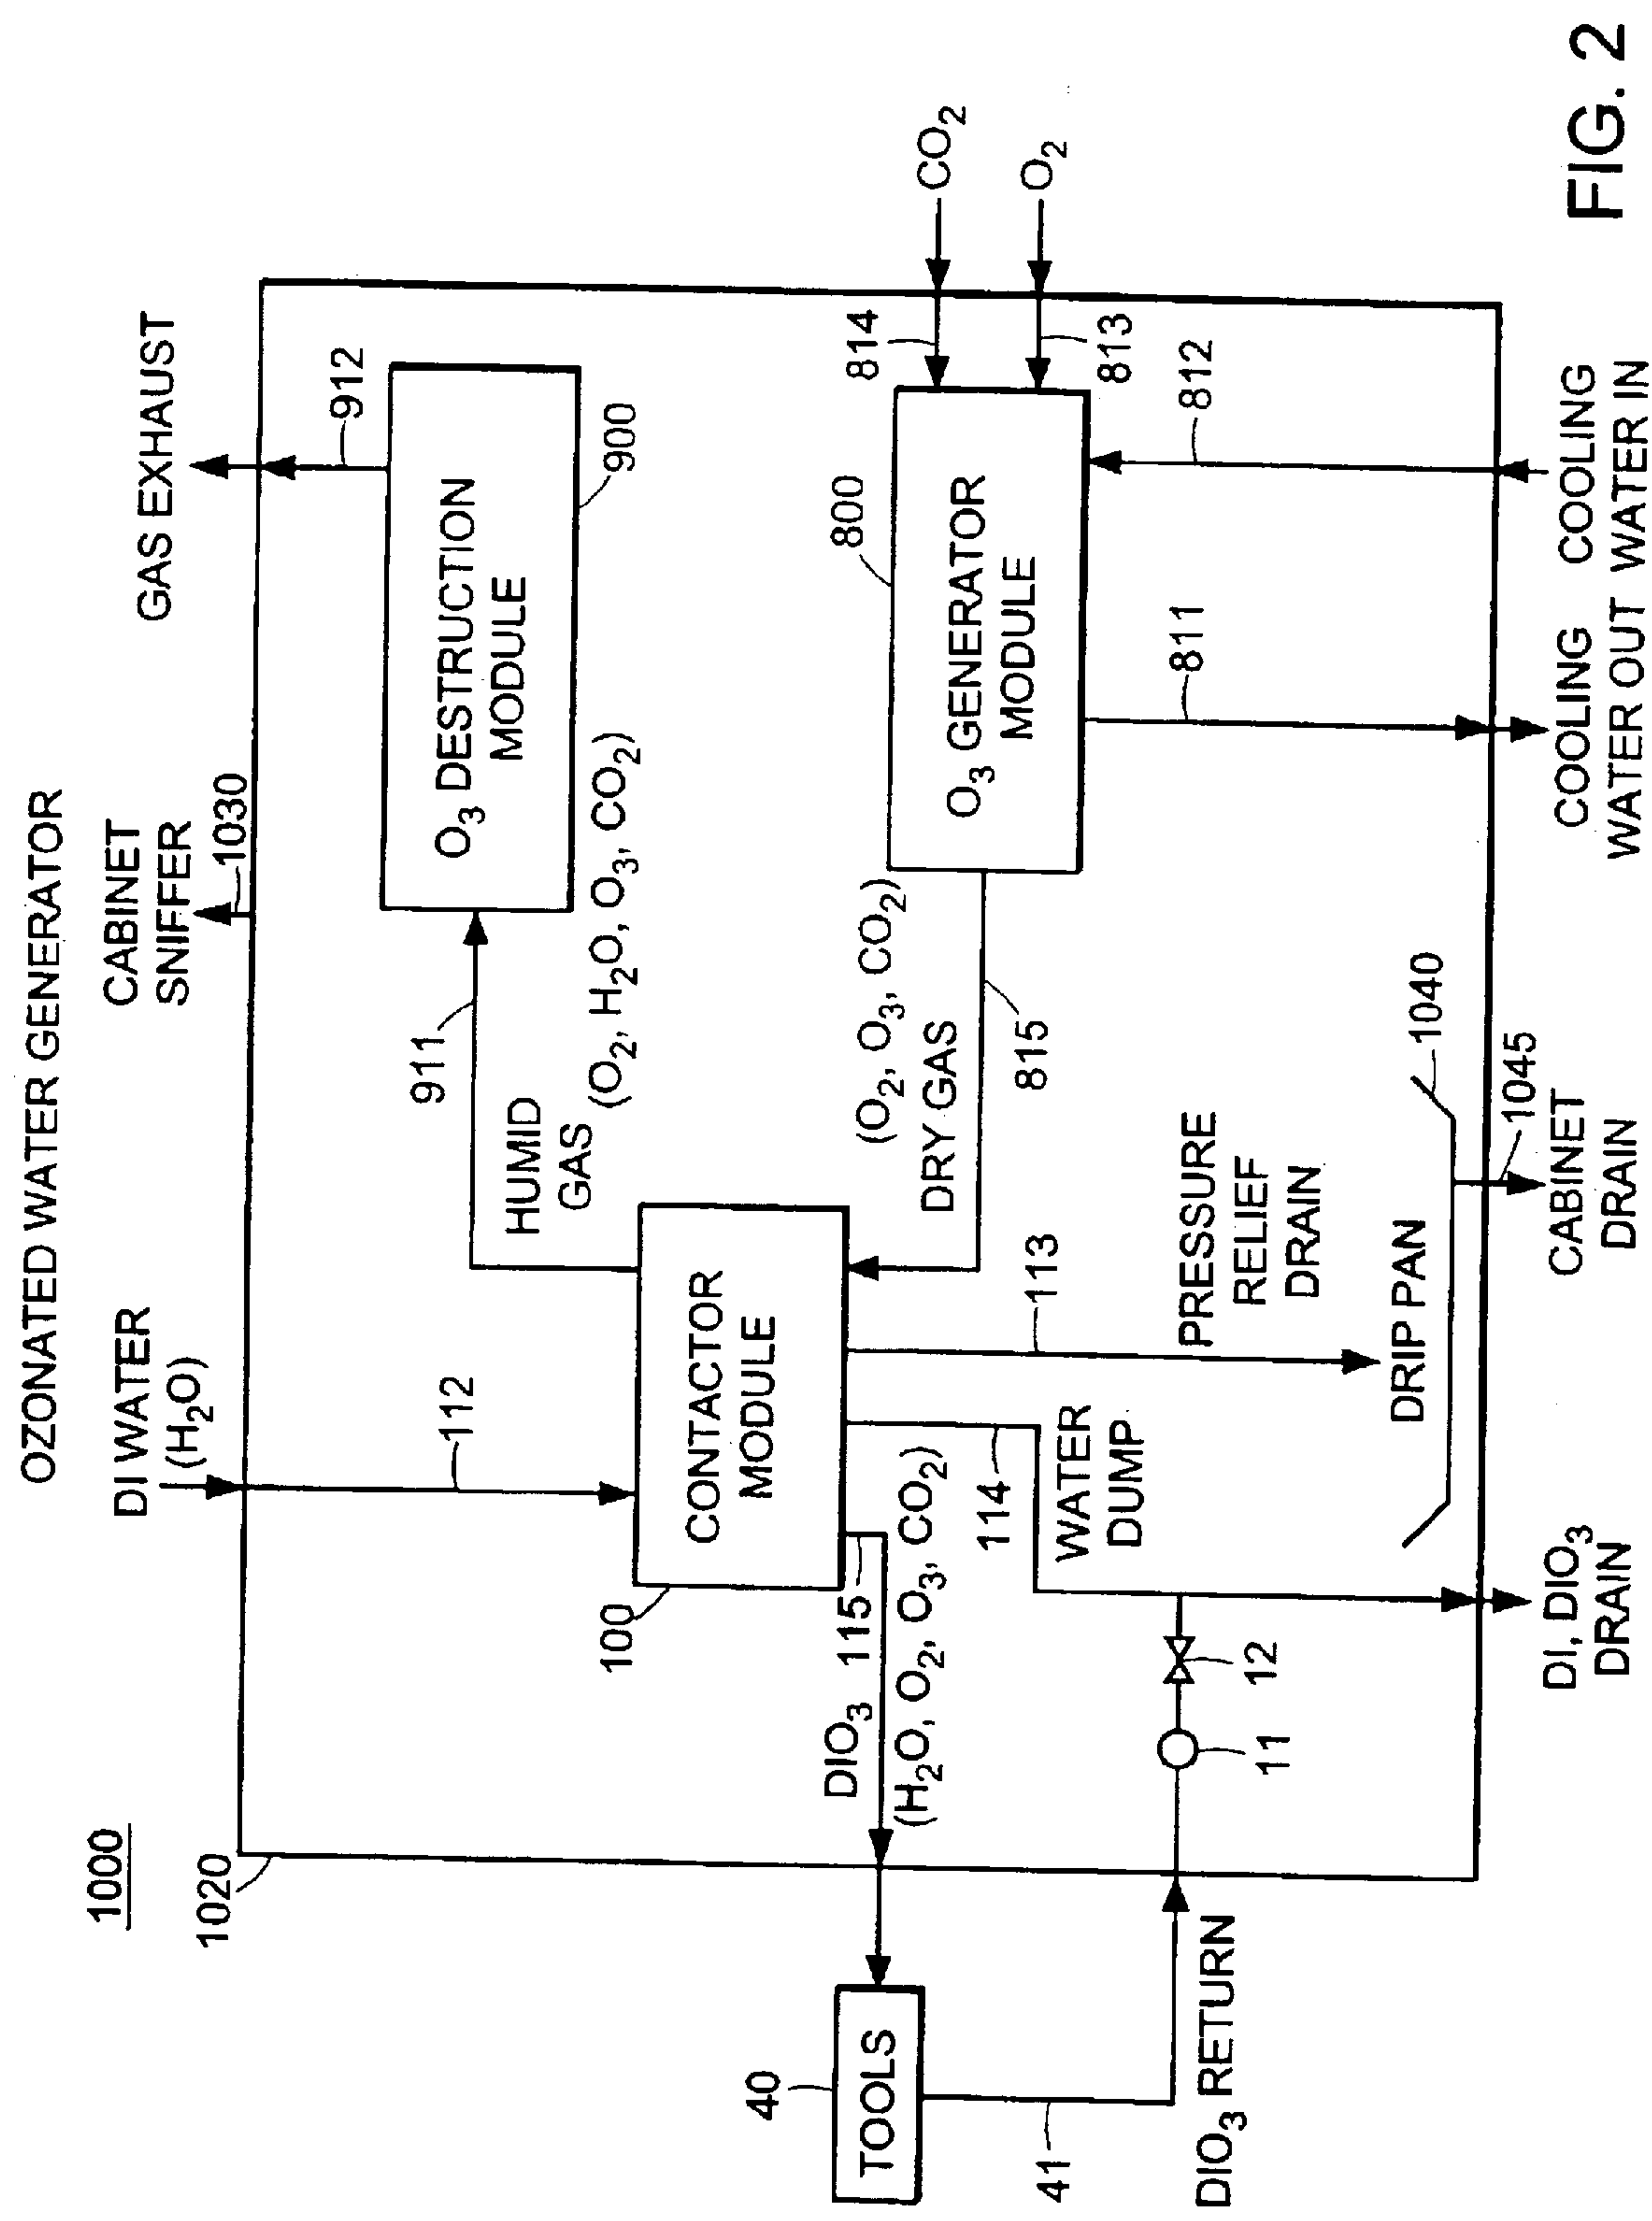 OZONATED WATER GENERATOR
1000
1020
DI WATER
(H2O)
CABINET
SNIFFER
1030
GAS EXHAUST
912
112
911
HUMID
GAS
(O2, H2O, O3, CO2)
O3 DESTRUCTION
MODULE
900
100
CONTACTOR
MODULE
800
O3 GENERATOR
MODULE
814
CO2
813
O2
(O2, O3, CO2)
DRY GAS
815
40
TOOLS
DIO3
115
(H2O, O2, O3, CO2)
114
WATER
DUMP
113
PRESSURE
RELIEF
DRAIN
811
812
41
DIO3 RETURN
11
12
DRIP PAN
1040
1045
DI, DIO3
DRAIN
CABINET
DRAIN
COOLING
WATER OUT
COOLING
WATER IN
FIG. 2